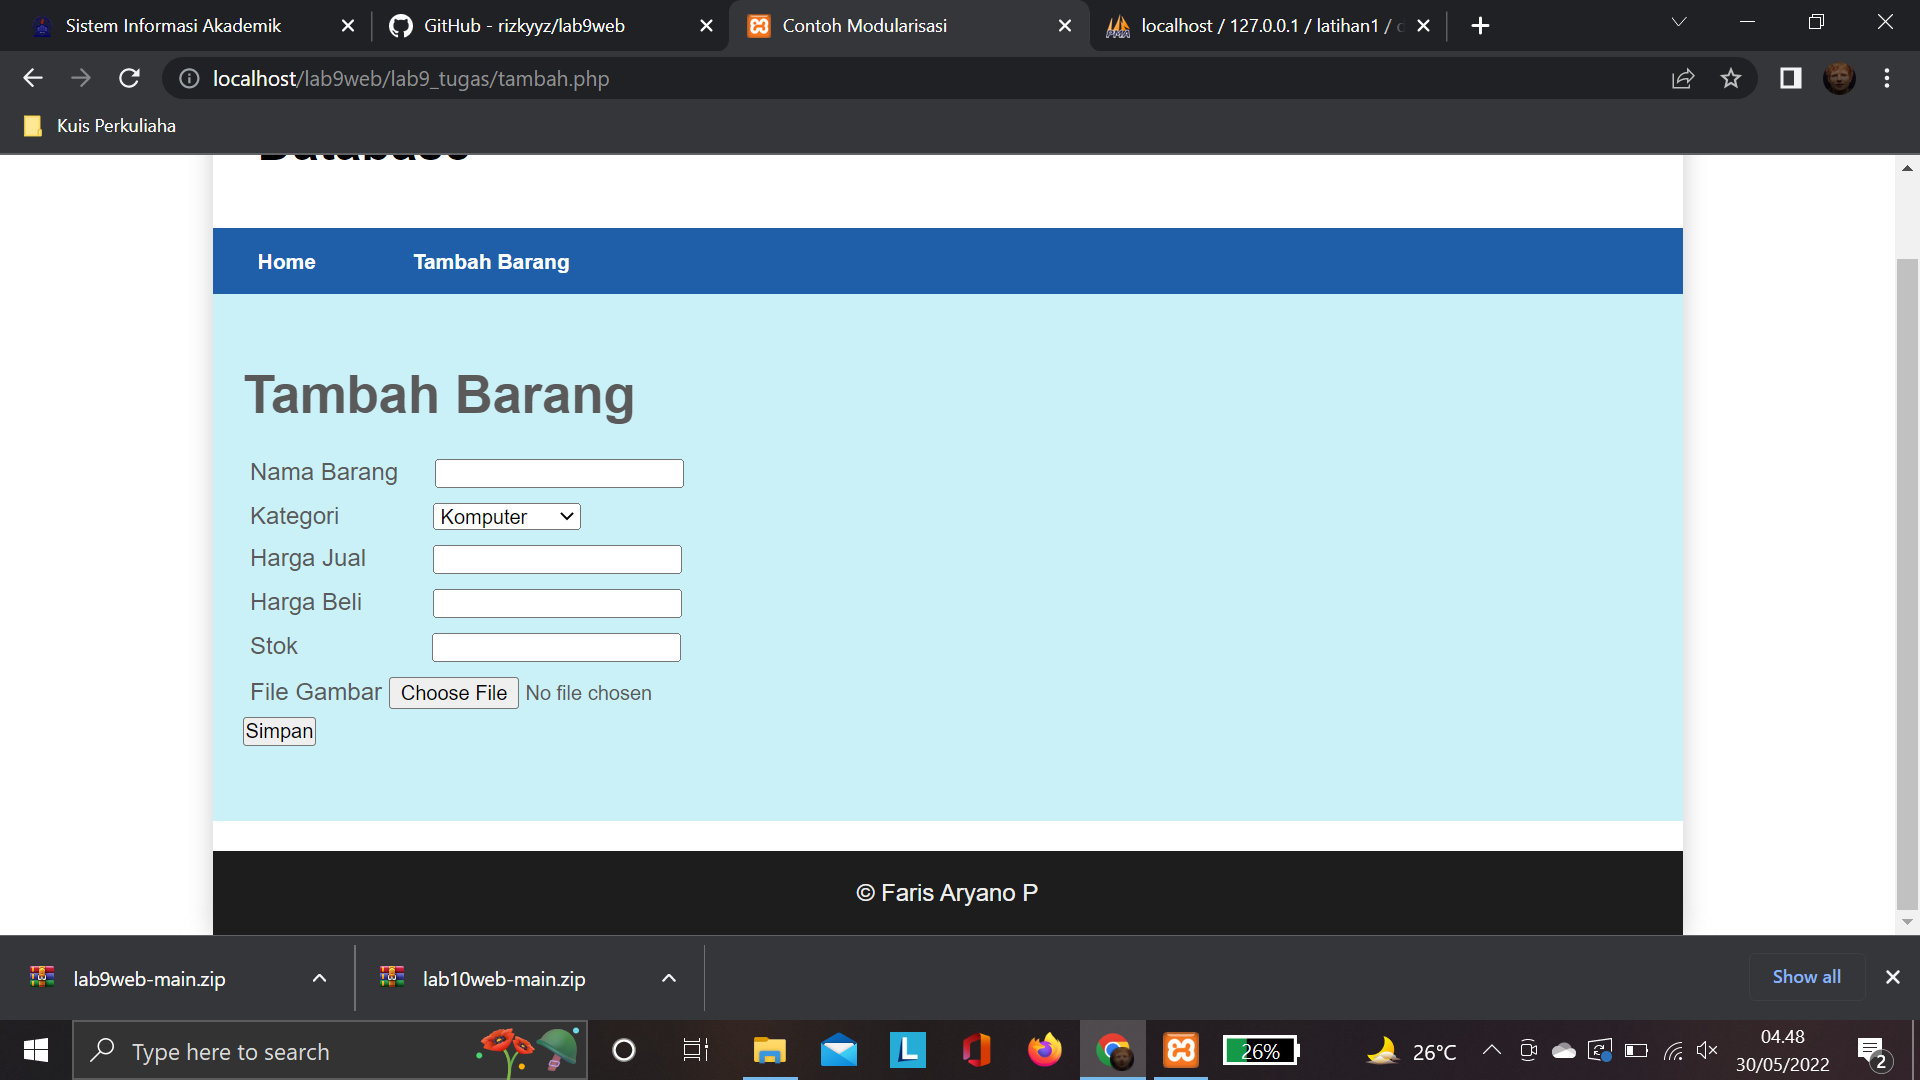 Sistem Informasi Akademik
GitHub - rizkyyz/lab9web
Contoh Modularisasi
localhost / 127.0.0.1 / latihan1 /
localhost/lab9web/lab9_tugas/tambah.php
Kuis Perkuliaha
Database
Home
Tambah Barang
Tambah Barang
Nama Barang
Kategori
Komputer
Harga Jual
Harga Beli
Stok
File Gambar
Choose File
No file chosen
Simpan
© Faris Aryano P
lab9web-main.zip
lab10web-main.zip
Show all
Type here to search
L
26%
26°C
04.48
30/05/2022
2